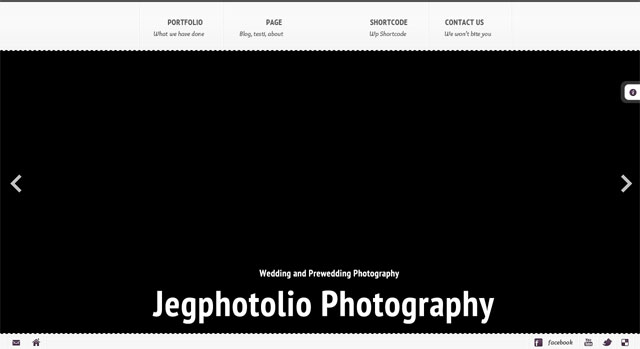 PORTFOLIO PAGE SHORTCODE CONTACT US
What we have done Blog, testi, about Wp Shortcode We won't bite you
Wedding and Prewedding Photography
Jegphotolio Photography
facebook